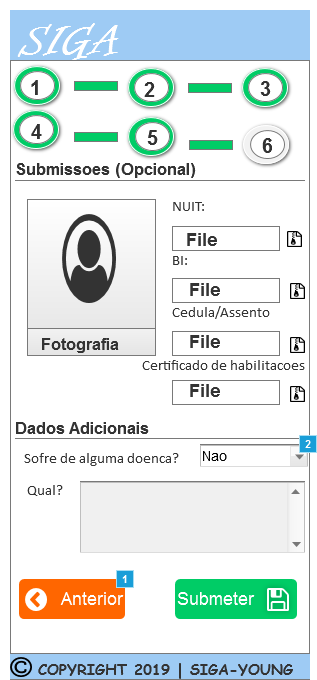 SIGA
1 2 3
4 5 6
Submissoes (Opcional)
NUIT:
File
BI:
File
Cedula/Assento
File
Fotografia
Certificado de habilitacoes
File
Dados Adicionais
Sofre de alguma doenca? Nao 2
Qual?
1
Anterior Submeter
© COPYRIGHT 2019 | SIGA-YOUNG